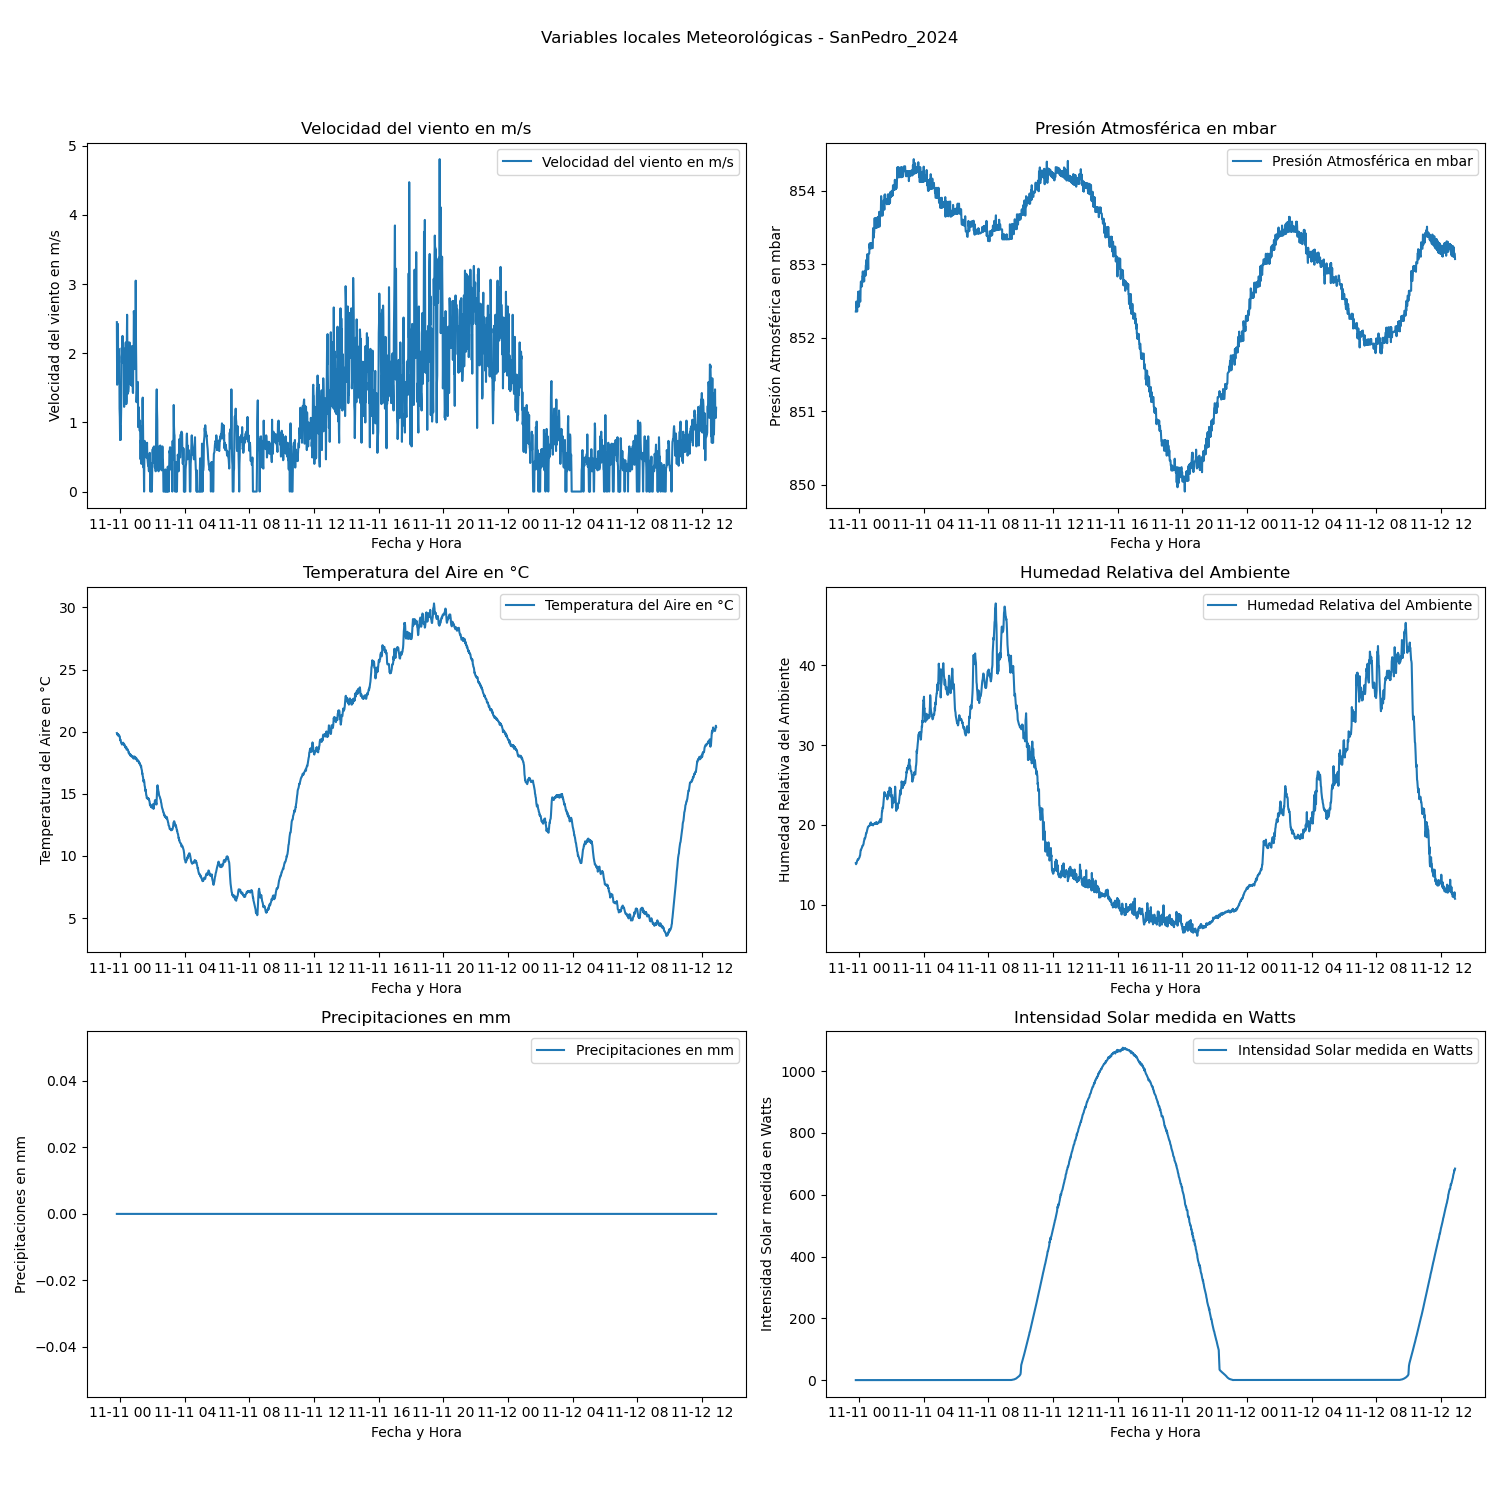 Variables locales Meteorológicas - SanPedro_2024
Velocidad del viento en m/s
Velocidad del viento en m/s
Velocidad del viento en m/s
5
4
3
2
1
0
11-11 00 11-11 04 11-11 08 11-11 12 11-11 16 11-11 20 11-12 00 11-12 04 11-12 08 11-12 12
Fecha y Hora
Presión Atmosférica en mbar
Presión Atmosférica en mbar
Presión Atmosférica en mbar
854
853
852
851
850
11-11 00 11-11 04 11-11 08 11-11 12 11-11 16 11-11 20 11-12 00 11-12 04 11-12 08 11-12 12
Fecha y Hora
Temperatura del Aire en °C
Temperatura del Aire en °C
Temperatura del Aire en °C
30
25
20
15
10
5
11-11 00 11-11 04 11-11 08 11-11 12 11-11 16 11-11 20 11-12 00 11-12 04 11-12 08 11-12 12
Fecha y Hora
Humedad Relativa del Ambiente
Humedad Relativa del Ambiente
Humedad Relativa del Ambiente
40
30
20
10
11-11 00 11-11 04 11-11 08 11-11 12 11-11 16 11-11 20 11-12 00 11-12 04 11-12 08 11-12 12
Fecha y Hora
Precipitaciones en mm
Precipitaciones en mm
Precipitaciones en mm
0.04
0.02
0.00
−0.02
−0.04
11-11 00 11-11 04 11-11 08 11-11 12 11-11 16 11-11 20 11-12 00 11-12 04 11-12 08 11-12 12
Fecha y Hora
Intensidad Solar medida en Watts
Intensidad Solar medida en Watts
Intensidad Solar medida en Watts
1000
800
600
400
200
0
11-11 00 11-11 04 11-11 08 11-11 12 11-11 16 11-11 20 11-12 00 11-12 04 11-12 08 11-12 12
Fecha y Hora